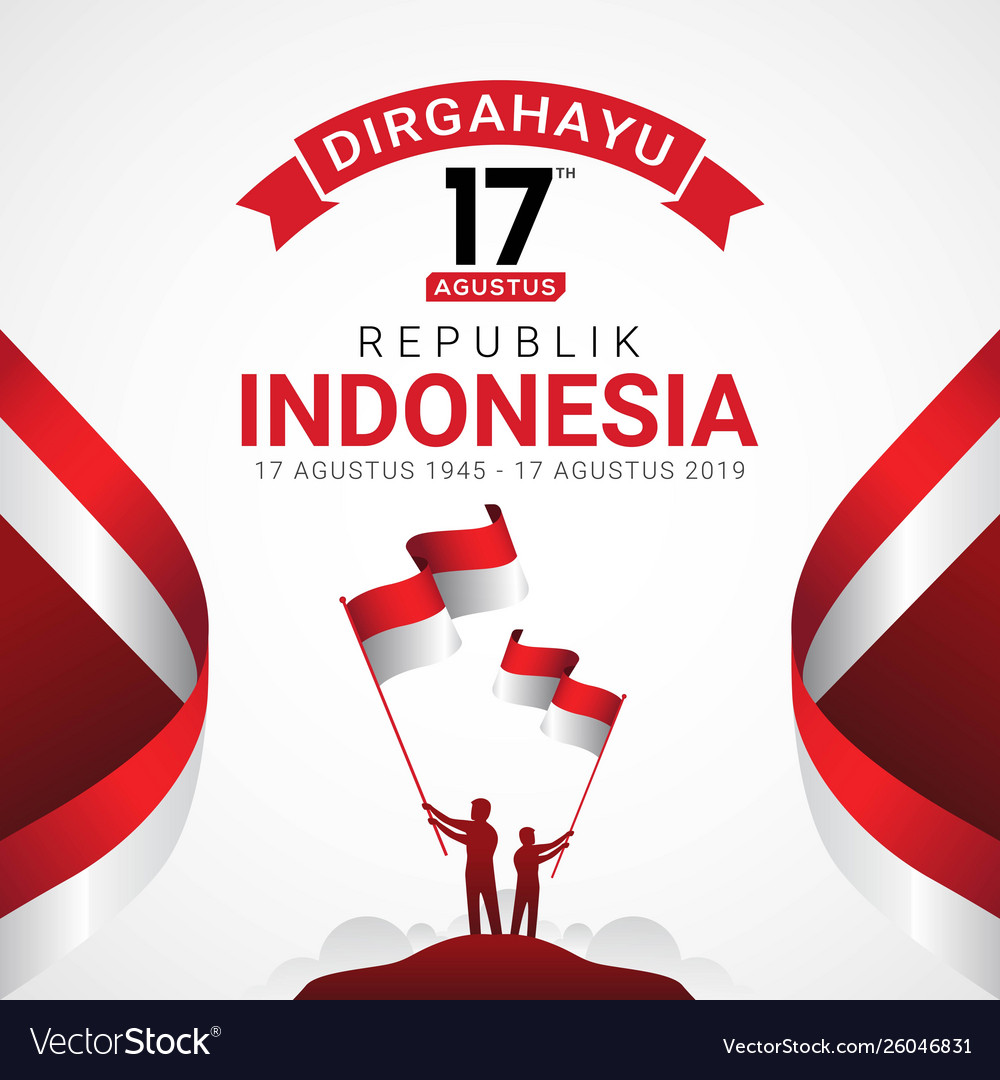 DIRGAHAYU
17TH
AGUSTUS
REPUBLIK
INDONESIA
17 AGUSTUS 1945 - 17 AGUSTUS 2019
VectorStock®
VectorStock.com/26046831